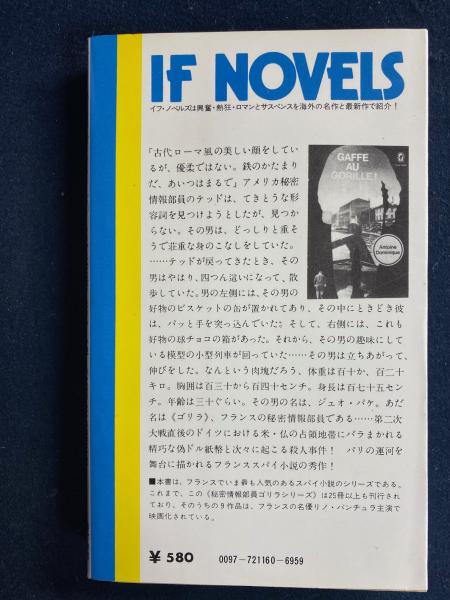 IF NOVELS
イフ・ノベルズは興奮・熱狂・ロマンとサスペンスを海外の名作と最新作で紹介！
「古代ローマ風の美しい顔をしてい
るが、優柔ではない。鉄のかたまり
だ、あいつはまるで」アメリカ秘密
情報部員のテッドは、てきとうな形
容詞を見つけようとしたが、見つか
らない。その男は、どっしりと重そ
うで荘重な身のこなしをしていた。
……テッドが戻ってきたとき、その
男はやはり、四つん這いになって、散
歩していた。男の左側には、その男の
好物のビスケットの缶が置かれてあり、その中にときどき彼
は、パッと手を突っ込んでいた。そして、右側には、これも
好物の球チョコの箱があった。それから、その男の趣味にして
いる模型の小型列車が回っていた……その男は立ちあがって、
伸びをした。なんという肉塊だろう、体重は百十か、百二十
キロ。胸囲は百三十から百四十センチ。身長は百七十五セン
チ。年齢は三十ぐらい。その男の名は、ジェオ・パケ。あだ
名は《ゴリラ》、フランスの秘密情報部員である……第二次
大戦直後のドイツにおける米・仏の占領地帯にバラまかれる
精巧な偽ドル紙幣と次々に起こる殺人事件！　パリの運河を
舞台に描かれるフランススパイ小説の秀作！
GAFFE
AU
GORILLE!
Antoine
Dominique
■本書は、フランスでいま最も人気のあるスパイ小説のシリーズである。
これまで、この《秘密情報部員ゴリラシリーズ》は25冊以上も刊行され
ており、そのうちの9作品は、フランスの名優リノ・バンチュラ主演で
映画化されている。
￥580
0097-721160-6959